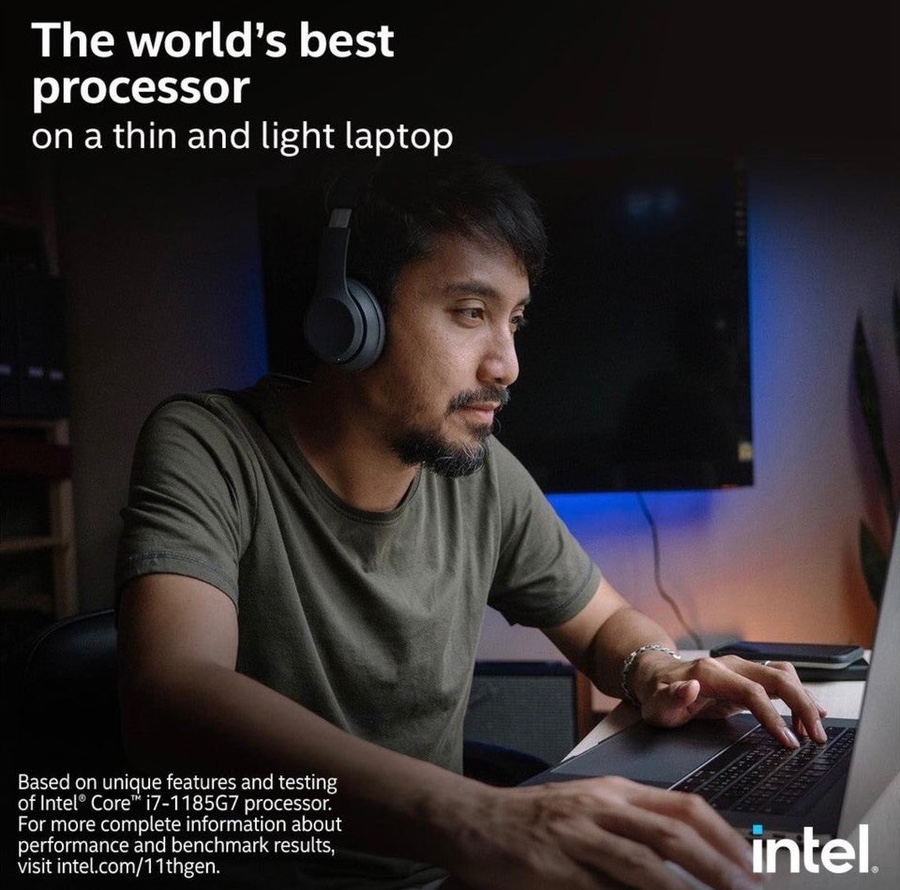 The world’s best
processor
on a thin and light laptop
Based on unique features and testing
of Intel® Core™ i7-1185G7 processor.
For more complete information about
performance and benchmark results,
visit intel.com/11thgen.
intel®